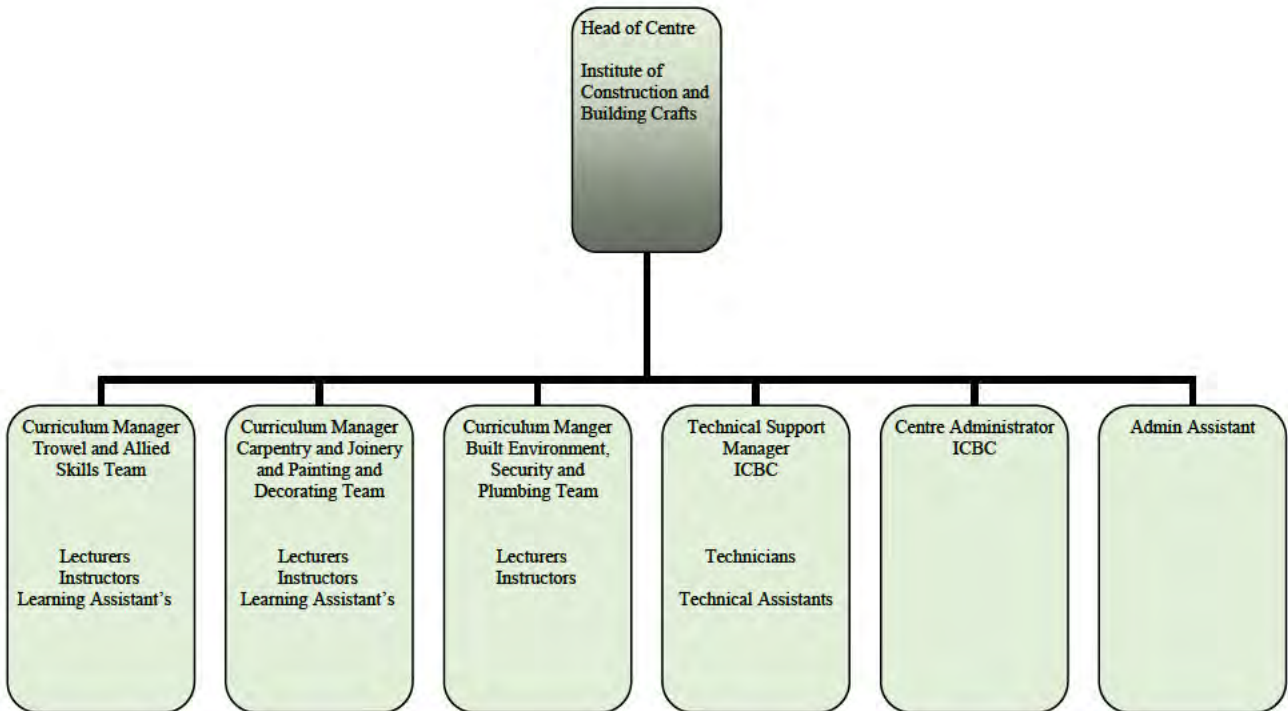 Head of Centre
Institute of
Construction and
Building Crafts
Curriculum Manager
Trowel and Allied
Skills Team
Lecturers
Instructors
Learning Assistant's
Curriculum Manager
Carpentry and Joinery
and Painting and
Decorating Team
Lecturers
Instructors
Learning Assistant's
Curriculum Manger
Built Environment,
Security and
Plumbing Team
Lecturers
Instructors
Technical Support
Manager
ICBC
Technicians
Technical Assistants
Centre Administrator
ICBC
Admin Assistant